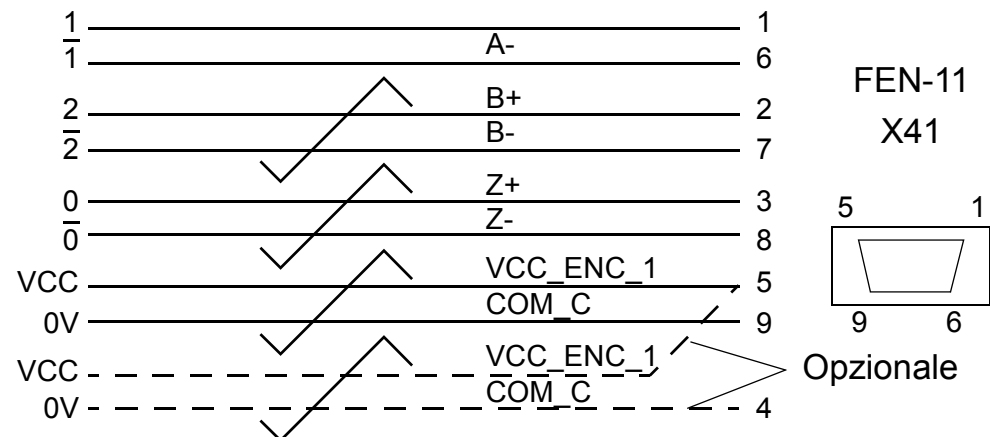 1 1
1̅ A- 6
2 B+ 2
2̅ B- 7
0 Z+ 3
0̅ Z- 8
VCC VCC_ENC_1 5
0V COM_C 9
VCC VCC_ENC_1
0V COM_C 4
FEN-11
X41
5 1
9 6
Opzionale